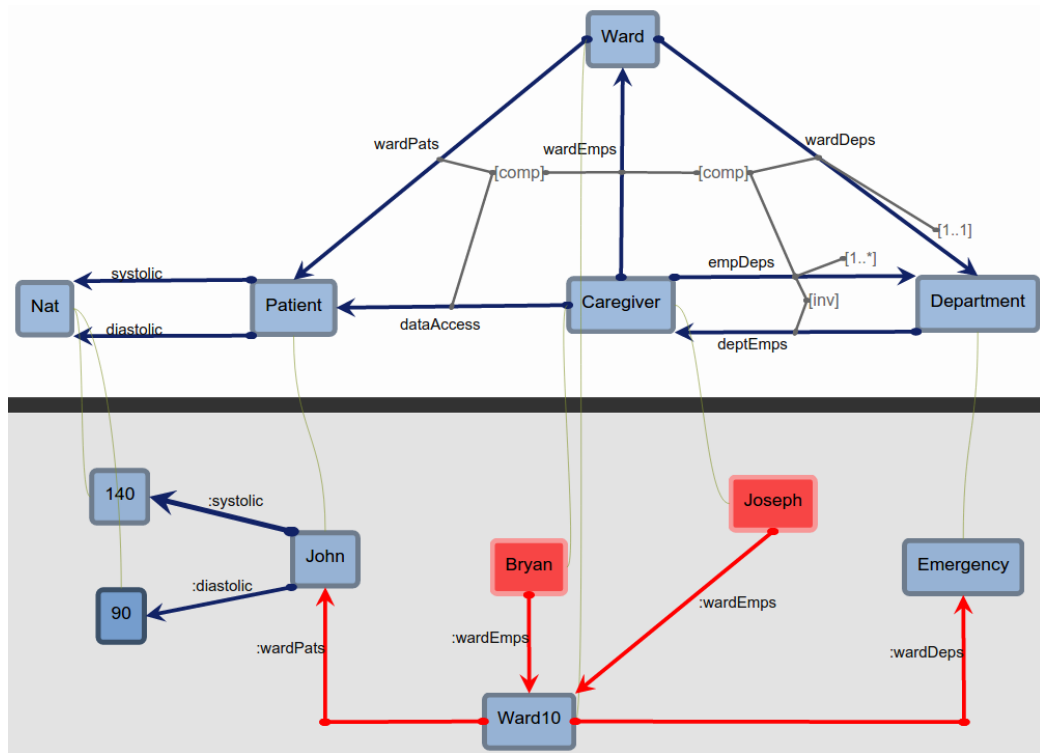 Ward
wardPats
wardEmps
wardDeps
[comp]
[comp]
[1..1]
systolic
empDeps
[1..*]
Nat
Patient
Caregiver
Department
[inv]
diastolic
dataAccess
deptEmps
140
:systolic
Joseph
John
Bryan
Emergency
:diastolic
90
:wardEmps
:wardPats
:wardEmps
:wardDeps
Ward10